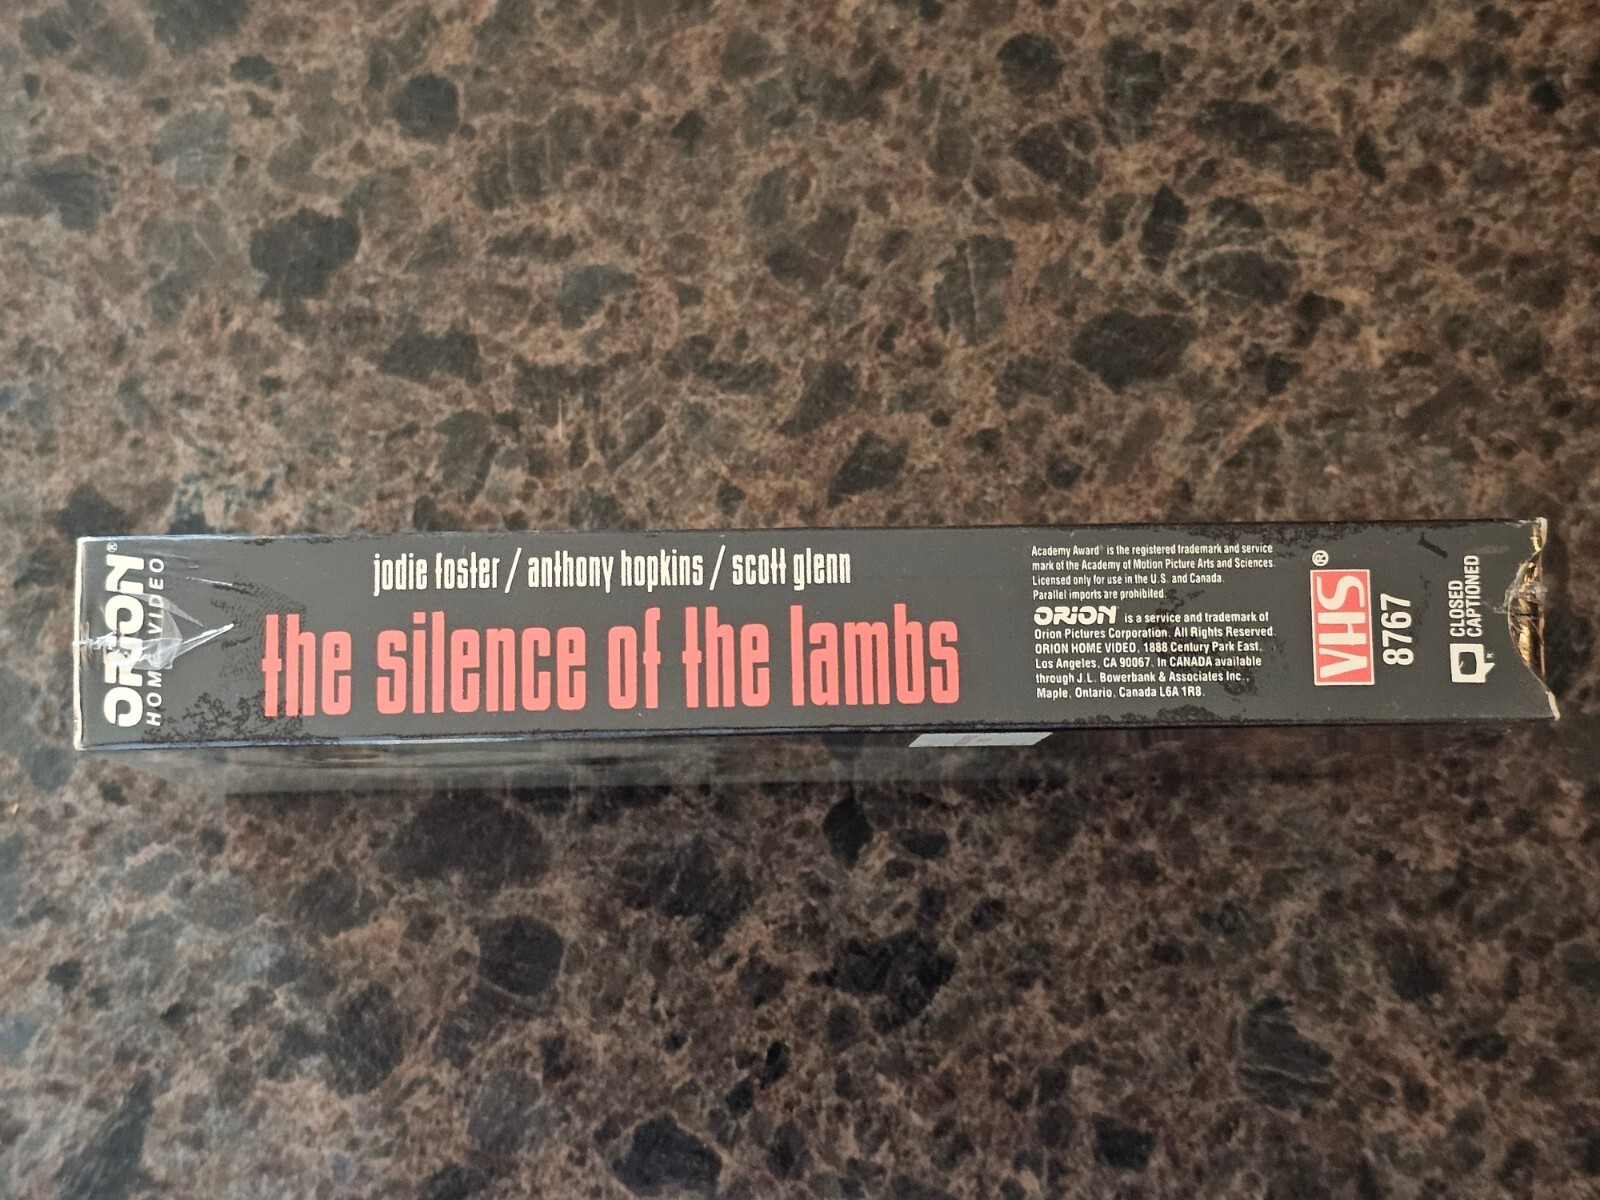 ORION®
HOME VIDEO
jodie foster / anthony hopkins / scott glenn
the silence of the lambs
Academy Award® is the registered trademark and service
mark of the Academy of Motion Picture Arts and Sciences.
Licensed only for use in the U.S. and Canada.
Parallel imports are prohibited.
ORION® is a service and trademark of
Orion Pictures Corporation. All Rights Reserved.
ORION HOME VIDEO, 1888 Century Park East,
Los Angeles, CA 90067. In CANADA available
through J.L. Bowerbank & Associates Inc.,
Maple, Ontario, Canada L6A 1R8.
VHS®
8767
CLOSED
CAPTIONED